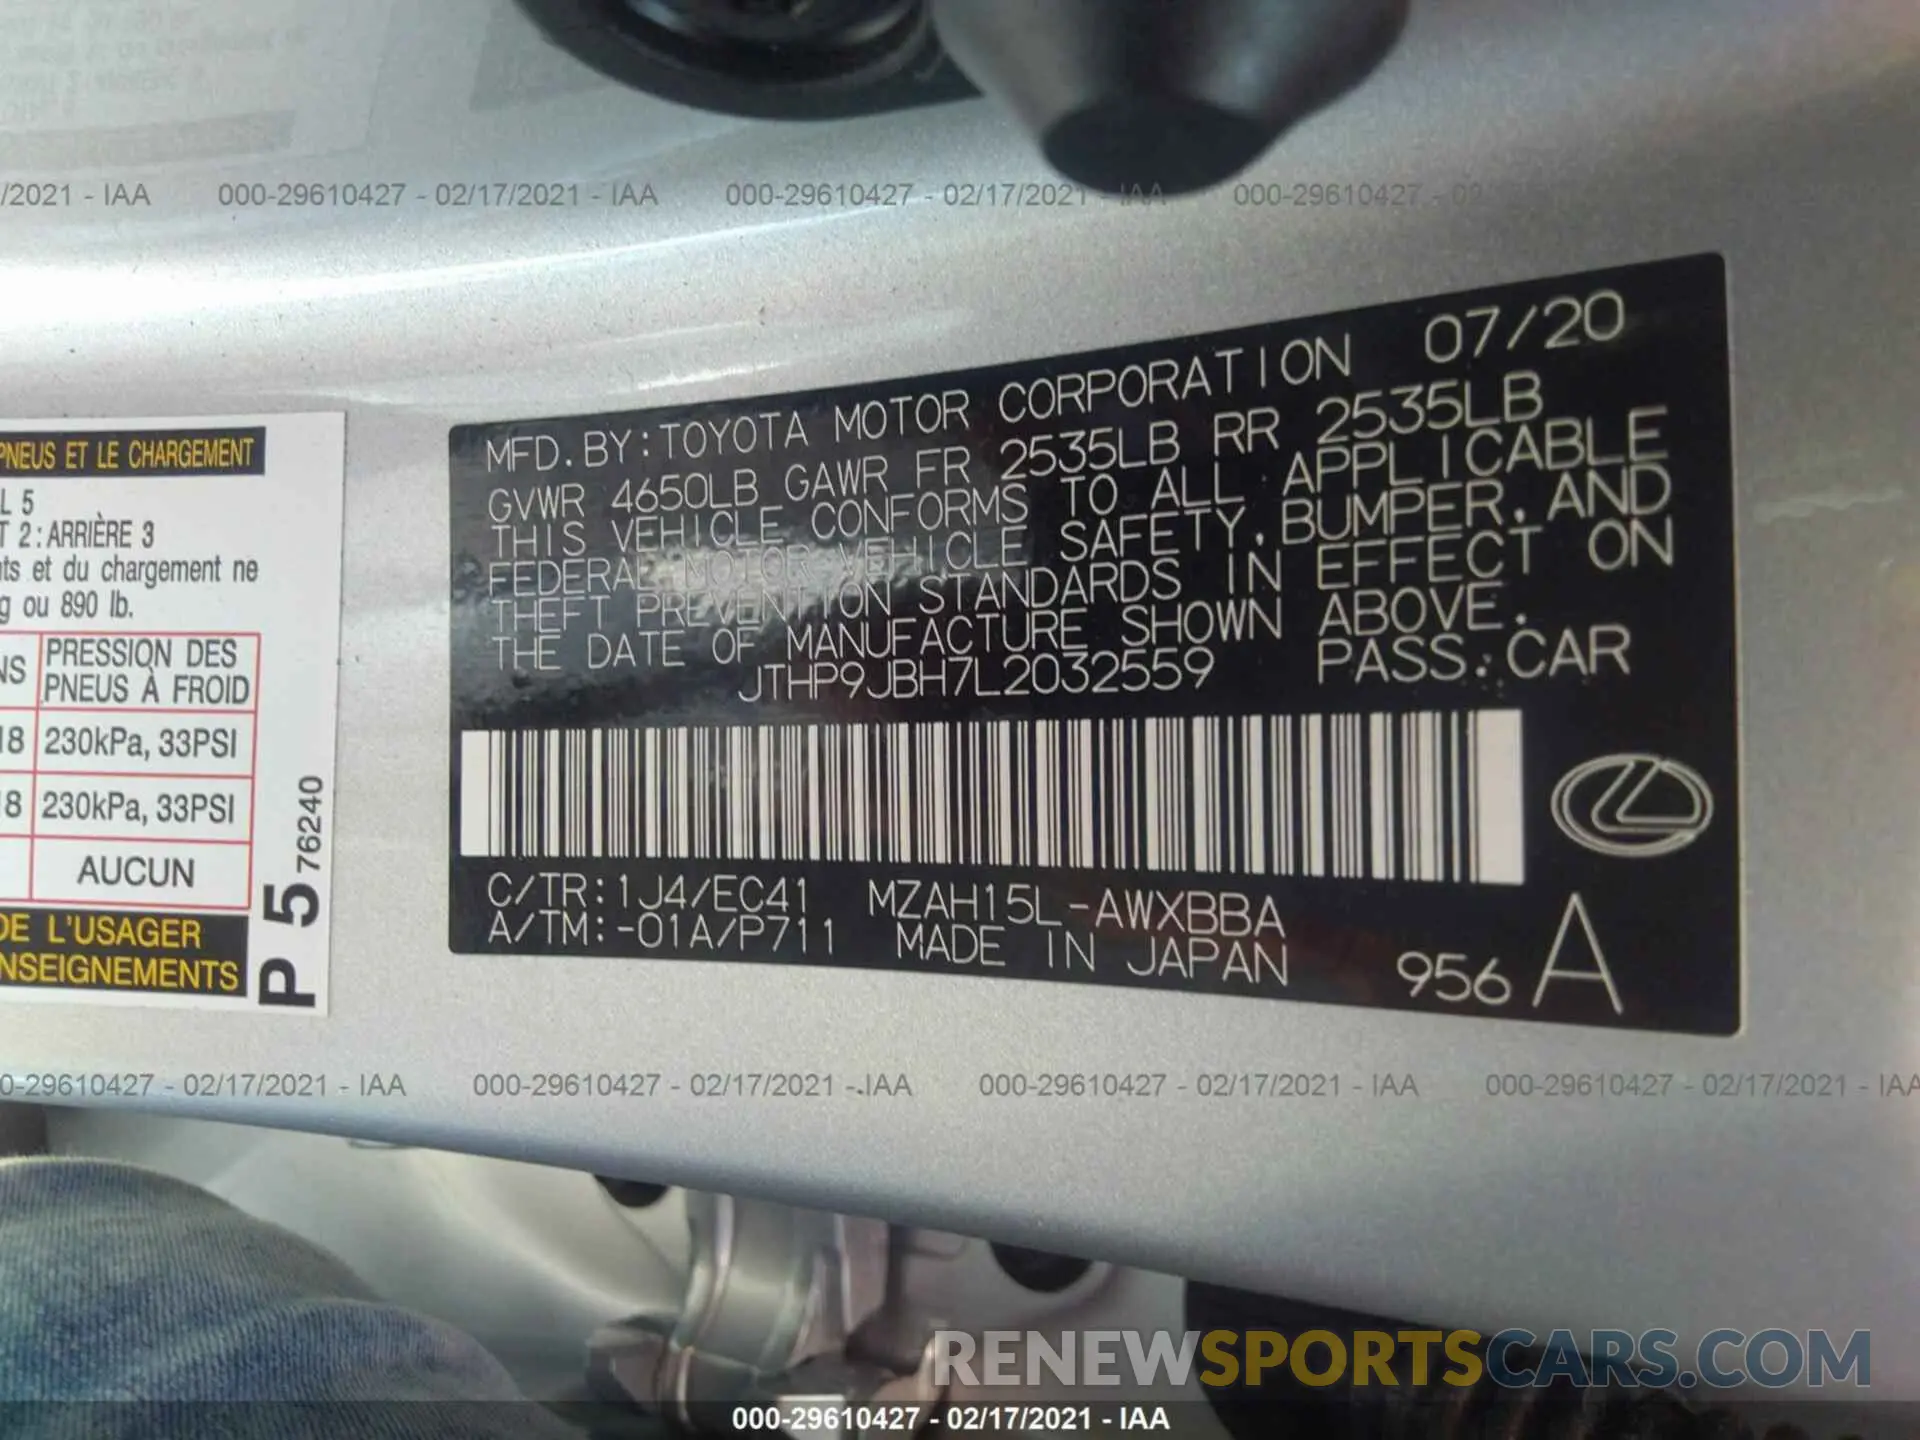 /2021 - IAA 000-29610427 - 02/17/2021 - IAA 000-29610427 - 02/17/2021 - IAA 000-29610427 - 02
MFD. BY: TOYOTA MOTOR CORPORATION 07/20
GVWR 4650LB GAWR FR 2535LB RR 2535LB
THIS VEHICLE CONFORMS TO ALL APPLICABLE
FEDERAL MOTOR VEHICLE SAFETY, BUMPER, AND
THEFT PREVENTION STANDARDS IN EFFECT ON
THE DATE OF MANUFACTURE SHOWN ABOVE.
JTHP9JBH7L2032559 PASS. CAR
C/TR: 1J4/EC41 MZAH15L-AWXBBA
A/TM: -01A/P711 MADE IN JAPAN
956 A
PNEUS ET LE CHARGEMENT
L 5
T 2: ARRIÈRE 3
ts et du chargement ne
g ou 890 lb.
NS PRESSION DES
PNEUS À FROID
18 230kPa, 33PSI
18 230kPa, 33PSI
AUCUN
DE L'USAGER
NSEIGNEMENTS
P 5 76240
0-29610427 - 02/17/2021 - IAA 000-29610427 - 02/17/2021 - IAA 000-29610427 - 02/17/2021 - IAA 000-29610427 - 02/17/2021 - IAA
RENEWSPORTSCARS.COM
000-29610427 - 02/17/2021 - IAA